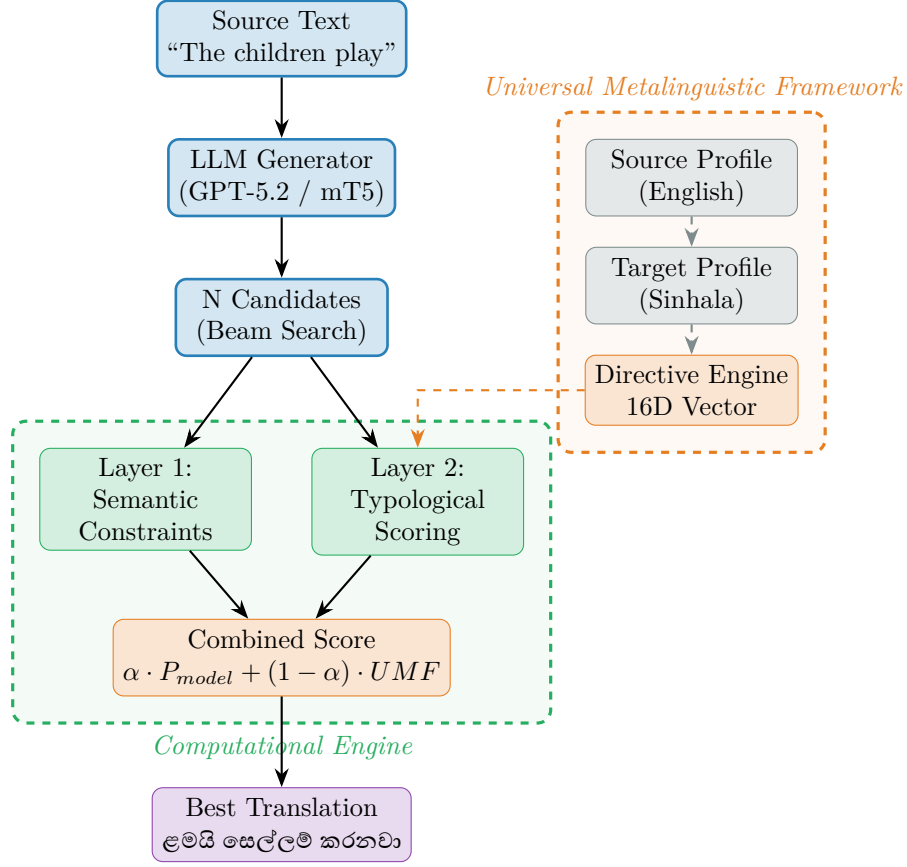 Source Text
“The children play”
Universal Metalinguistic Framework
LLM Generator
(GPT-5.2 / mT5)
Source Profile
(English)
N Candidates
(Beam Search)
Target Profile
(Sinhala)
Directive Engine
16D Vector
Layer 1:
Semantic
Constraints
Layer 2:
Typological
Scoring
Combined Score
α · P_model + (1 − α) · UMF
Computational Engine
Best Translation
ළමයි සෙල්ලම් කරනවා